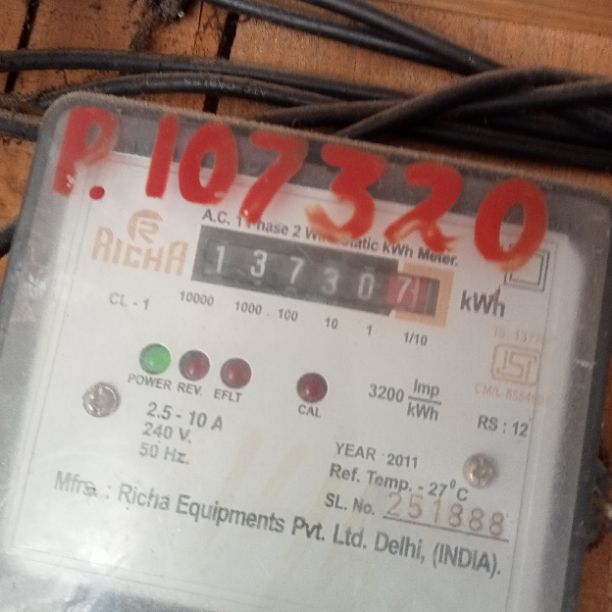 P. 107320
A.C. 1 Phase 2 Wire Static kWh Meter.
RICHA
137307 kWh
CL - 1 10000 1000 100 10 1 1/10
POWER REV. EFLT CAL
3200 Imp/kWh
2.5 - 10 A
240 V.
50 Hz.
RS : 12
YEAR 2011
Ref. Temp. - 27°C
SL. No. 251888
Mfrs. : Richa Equipments Pvt. Ltd. Delhi, (INDIA).